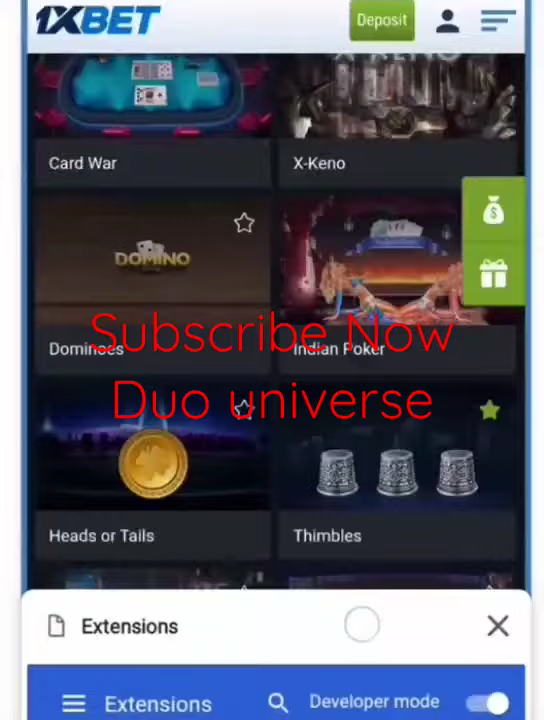 1XBET
Deposit
X-KENO
Card War
X-Keno
DOMINO
Subscribe Now
Dominoes
Indian Poker
Duo universe
Heads or Tails
Thimbles
Extensions
Extensions
Developer mode